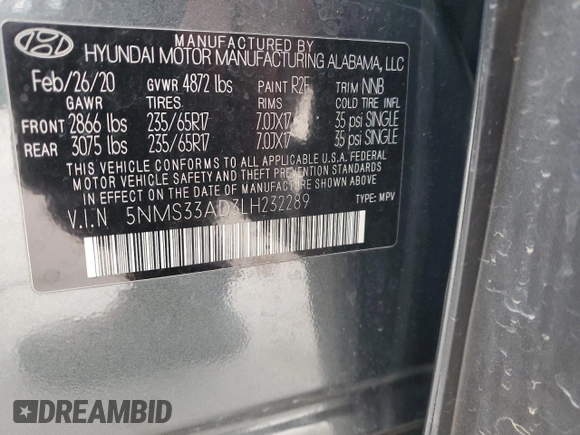 MANUFACTURED BY
HYUNDAI MOTOR MANUFACTURING ALABAMA, LLC
Feb/26/20 GVWR 4872 lbs PAINT R2F TRIM NNB
GAWR TIRES RIMS COLD TIRE INFL
FRONT 2866 lbs 235/65R17 7.0JX17 35 psi SINGLE
REAR 3075 lbs 235/65R17 7.0JX17 35 psi SINGLE
THIS VEHICLE CONFORMS TO ALL APPLICABLE U.S.A. FEDERAL
MOTOR VEHICLE SAFETY AND THEFT PREVENTION STANDARDS
IN EFFECT ON THE DATE OF MANUFACTURE SHOWN ABOVE.
V.I.N 5NMS33AD3LH232289 TYPE: MPV
DREAMBID